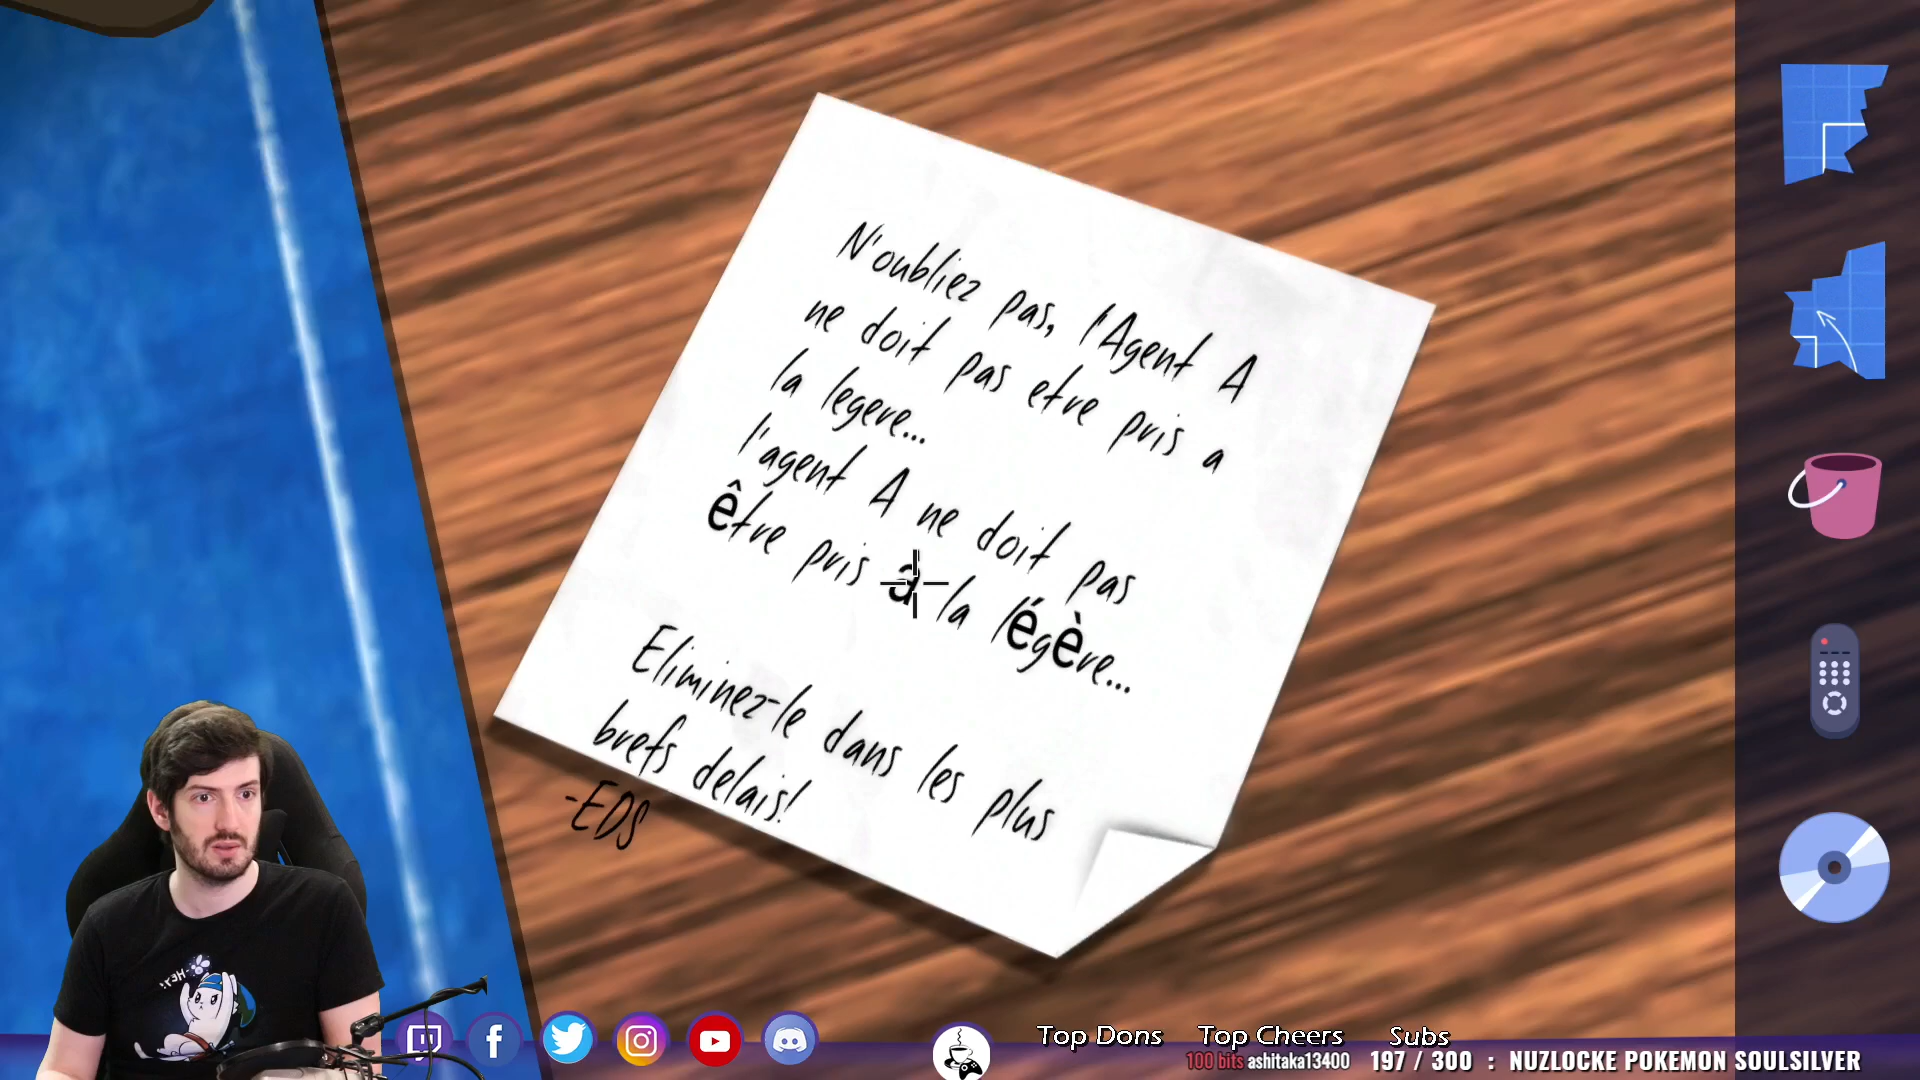 N'oubliez pas, l'Agent A
ne doit pas etre pris a
la legere...
l'agent A ne doit pas
être pris à la légère...
Eliminez-le dans les plus
brefs delais!
-EDS
Top Dons Top Cheers Subs
100 bits ashitaka13400 197 / 300 : NUZLOCKE POKEMON SOULSILVER